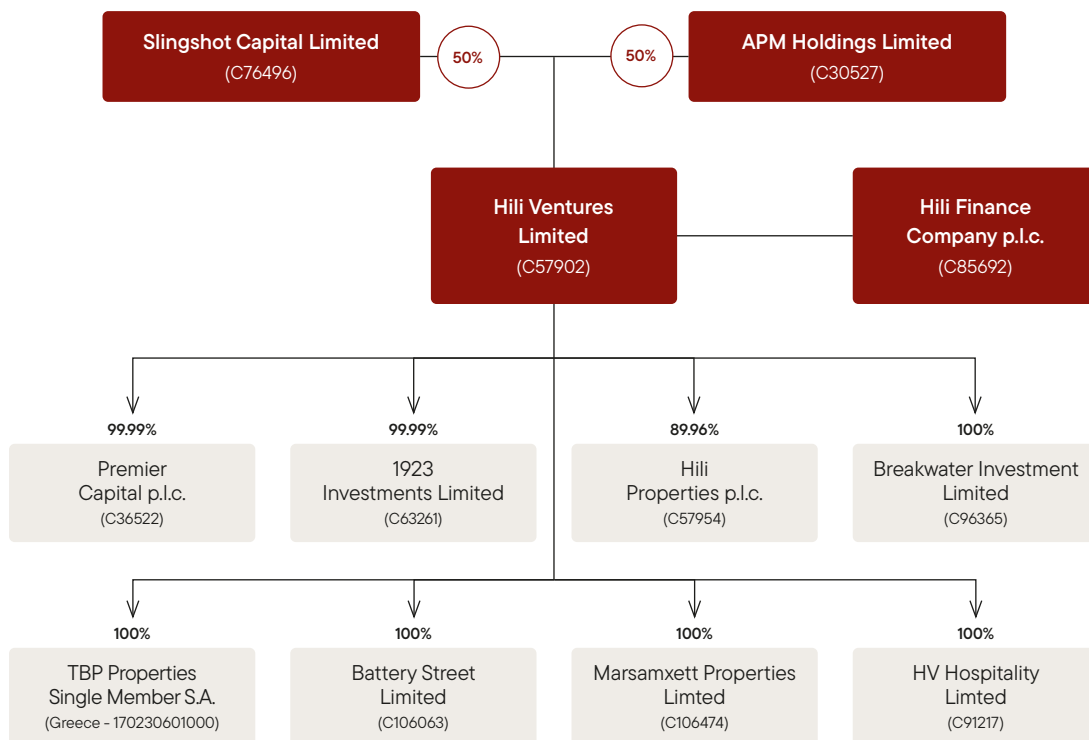 Slingshot Capital Limited
(C76496)
50%
50%
APM Holdings Limited
(C30527)
Hili Ventures
Limited
(C57902)
Hili Finance
Company p.l.c.
(C85692)
99.99%
Premier
Capital p.l.c.
(C36522)
99.99%
1923
Investments Limited
(C63261)
89.96%
Hili
Properties p.l.c.
(C57954)
100%
Breakwater Investment
Limited
(C96365)
100%
TBP Properties
Single Member S.A.
(Greece - 170230601000)
100%
Battery Street
Limited
(C106063)
100%
Marsamxett Properties
Limted
(C106474)
100%
HV Hospitality
Limted
(C91217)